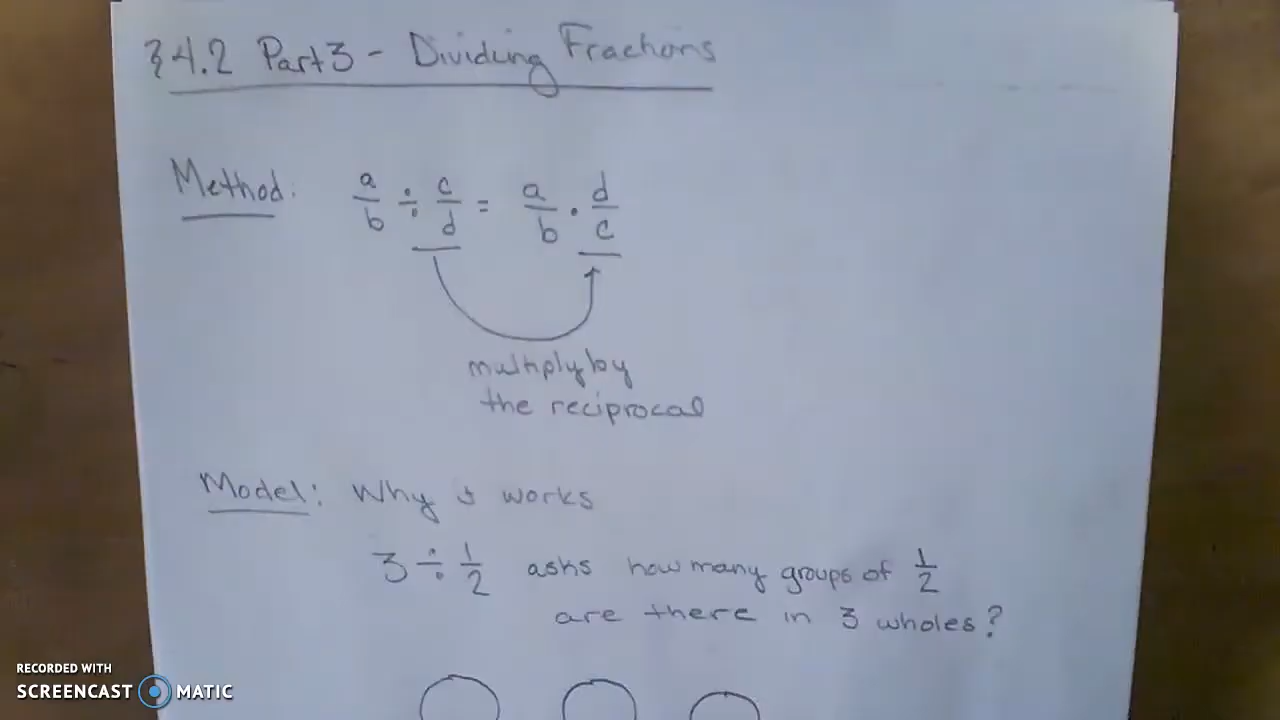 §4.2 Part 3 - Dividing Fractions
Method: a/b ÷ c/d = a/b · d/c
multiply by
the reciprocal
Model: Why it works
3 ÷ 1/2 asks how many groups of 1/2
are there in 3 wholes?
RECORDED WITH
SCREENCAST MATIC